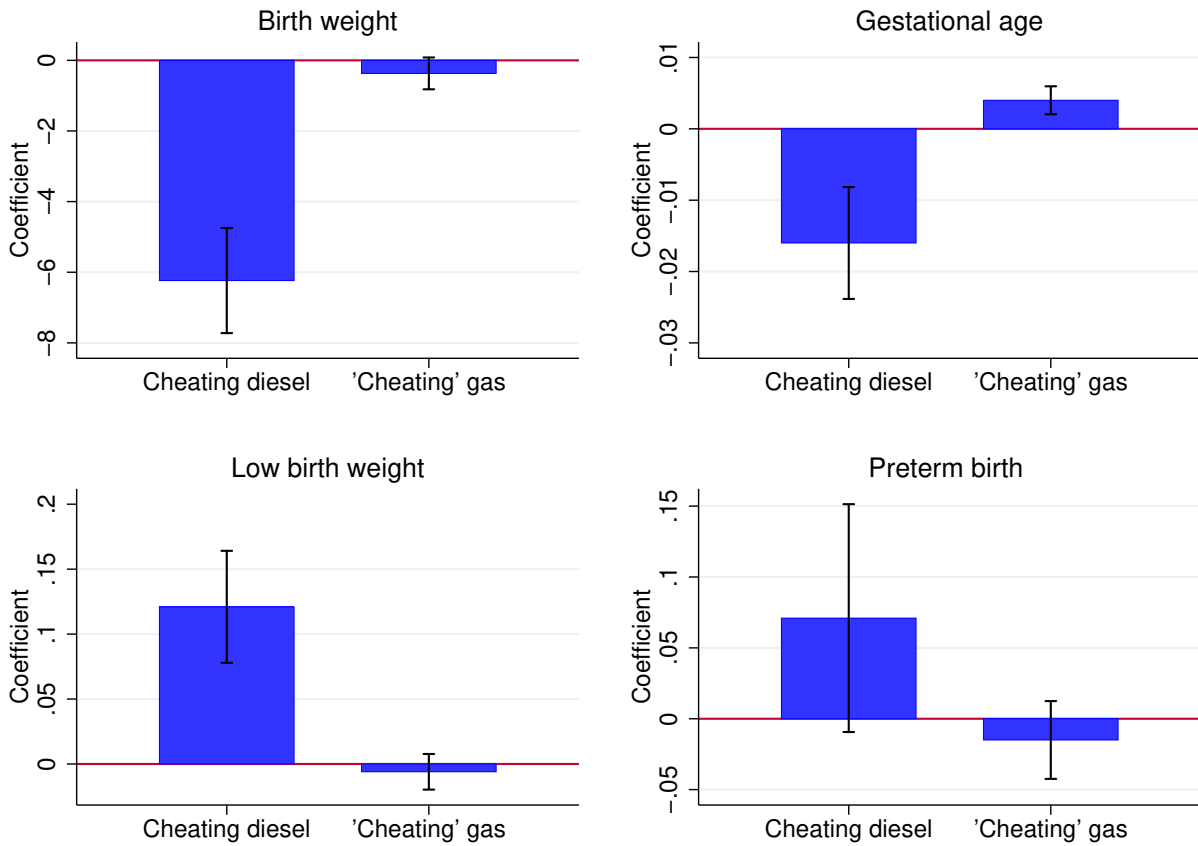 Birth weight
Coefficient
0
−2
−4
−6
−8
Cheating diesel
'Cheating' gas
Gestational age
Coefficient
.01
0
−.01
−.02
−.03
Cheating diesel
'Cheating' gas
Low birth weight
Coefficient
.2
.15
.1
.05
0
Cheating diesel
'Cheating' gas
Preterm birth
Coefficient
.15
.1
.05
0
−.05
Cheating diesel
'Cheating' gas